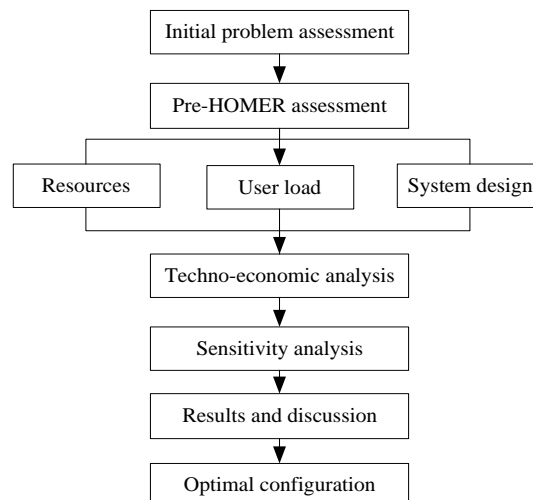 Initial problem assessment
Pre-HOMER assessment
Resources
User load
System design
Techno-economic analysis
Sensitivity analysis
Results and discussion
Optimal configuration